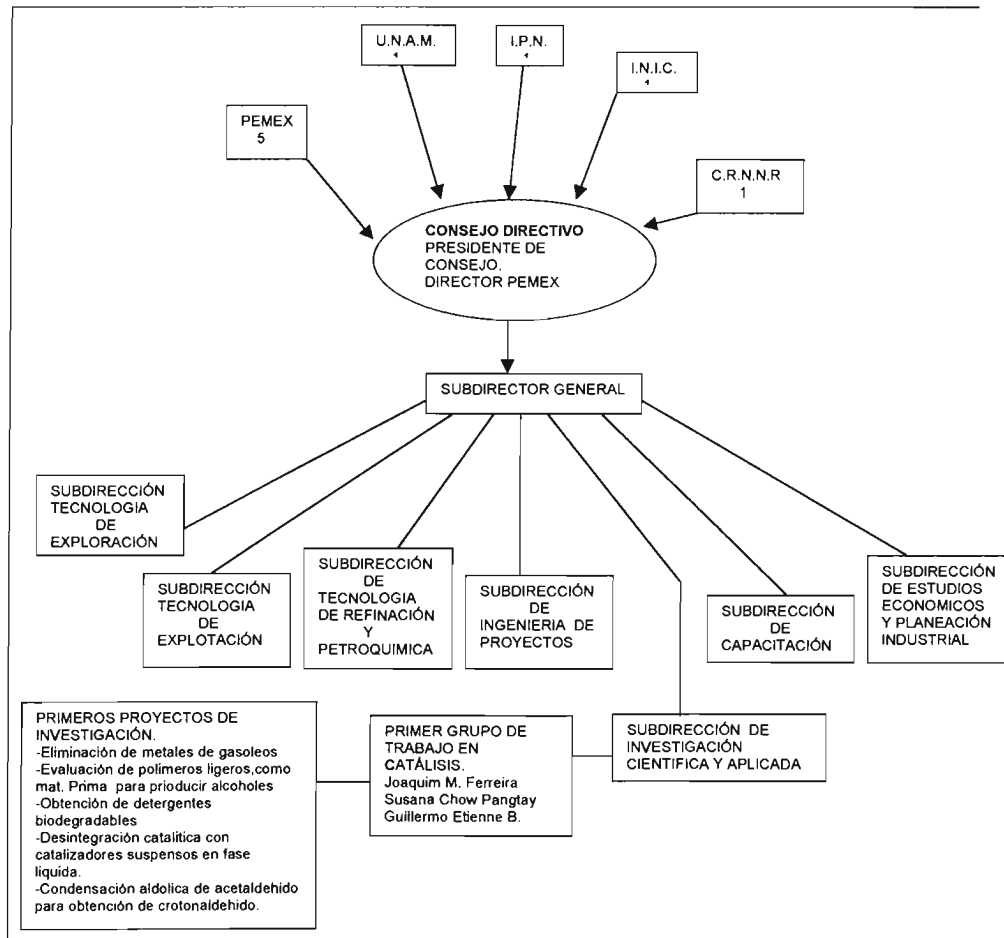 U.N.A.M.
1
I.P.N.
1
I.N.I.C.
1
PEMEX
5
C.R.N.N.R
1
CONSEJO DIRECTIVO
PRESIDENTE DE
CONSEJO.
DIRECTOR PEMEX
SUBDIRECTOR GENERAL
SUBDIRECCIÓN
TECNOLOGIA
DE
EXPLORACIÓN
SUBDIRECCIÓN
TECNOLOGIA
DE
EXPLOTACIÓN
SUBDIRECCIÓN
DE
TECNOLOGIA
DE REFINACIÓN
Y
PETROQUIMICA
SUBDIRECCIÓN
DE
INGENIERIA DE
PROYECTOS
SUBDIRECCIÓN
DE
CAPACITACIÓN
SUBDIRECCIÓN
DE ESTUDIOS
ECONOMICOS
Y PLANEACIÓN
INDUSTRIAL
PRIMEROS PROYECTOS DE
INVESTIGACIÓN.
-Eliminación de metales de gasoleos
-Evaluación de polimeros ligeros,como
mat. Prima para prioducir alcoholes
-Obtención de detergentes
biodegradables
-Desintegración catalitica con
catalizadores suspensos en fase
liquida.
-Condensación aldolica de acetaldehido
para obtención de crotonaldehido.
PRIMER GRUPO DE
TRABAJO EN
CATÁLISIS.
Joaquim M. Ferreira
Susana Chow Pangtay
Guillermo Etienne B.
SUBDIRECCIÓN DE
INVESTIGACIÓN
CIENTIFICA Y APLICADA